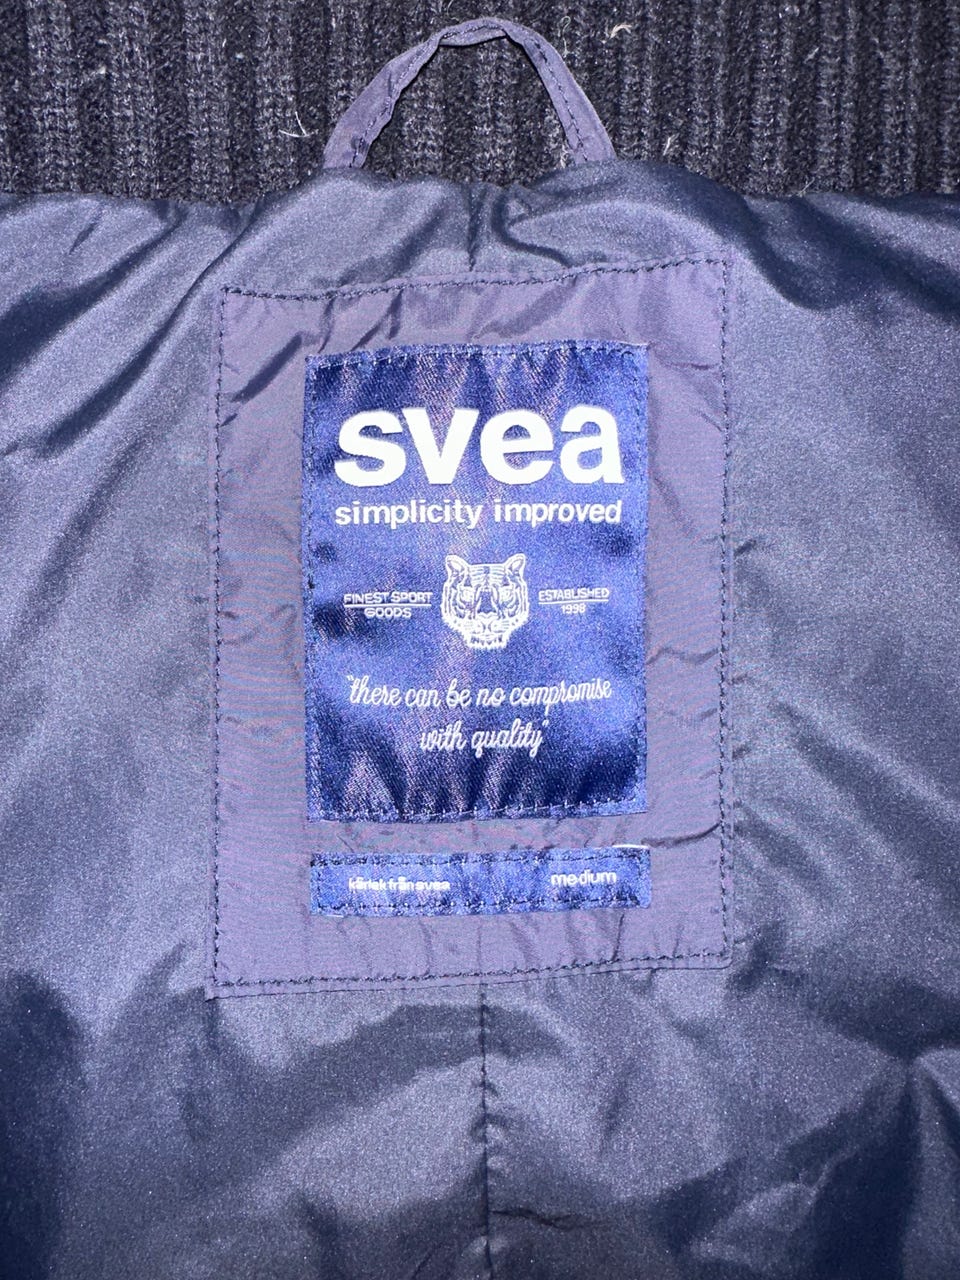 svea
simplicity improved
FINEST SPORT
GOODS
ESTABLISHED
1998
"there can be no compromise
with quality"
kärlek från svea
medium